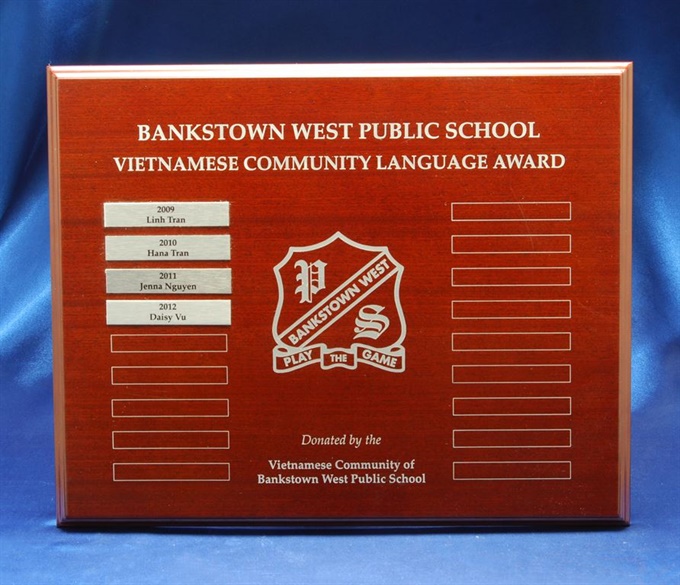 BANKSTOWN WEST PUBLIC SCHOOL
VIETNAMESE COMMUNITY LANGUAGE AWARD
2009
Linh Tran
2010
Hana Tran
2011
Jenna Nguyen
2012
Daisy Vu
P
BANKSTOWN WEST
S
PLAY THE GAME
Donated by the
Vietnamese Community of
Bankstown West Public School